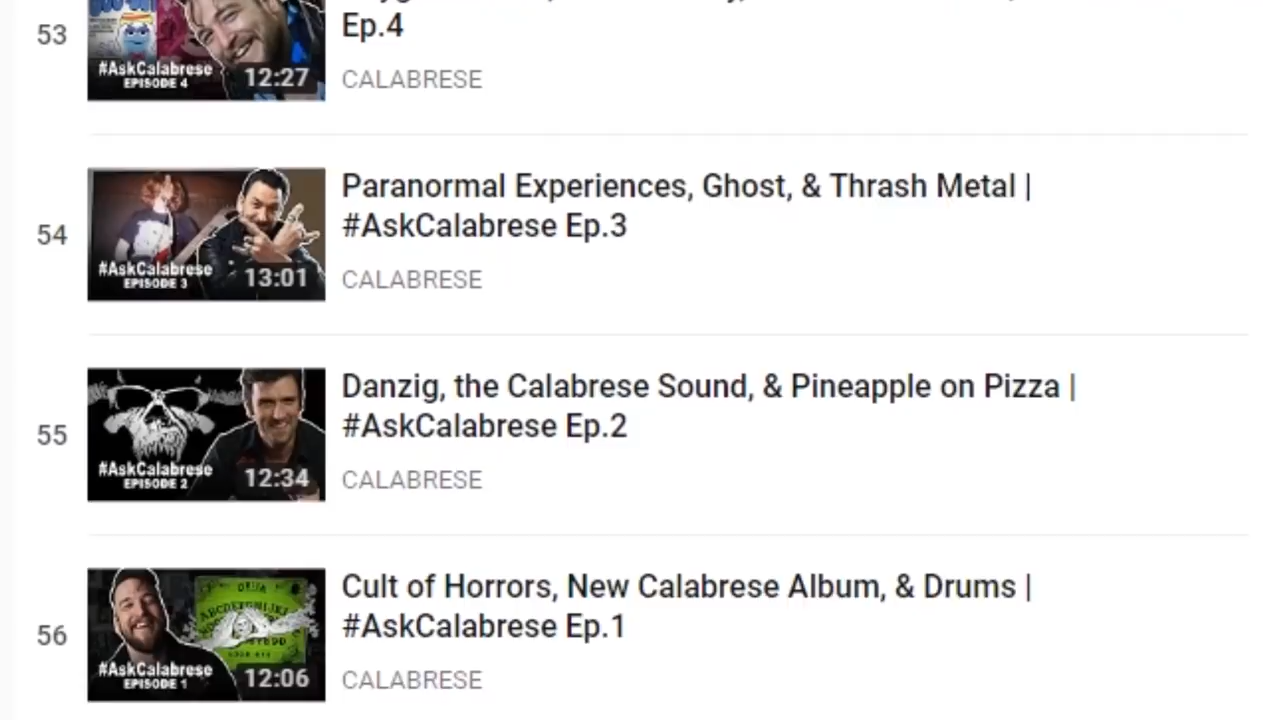 53
#AskCalabrese
EPISODE 4
12:27
Ep.4
CALABRESE
54
#AskCalabrese
EPISODE 3
13:01
Paranormal Experiences, Ghost, & Thrash Metal |
#AskCalabrese Ep.3
CALABRESE
55
#AskCalabrese
EPISODE 2
12:34
Danzig, the Calabrese Sound, & Pineapple on Pizza |
#AskCalabrese Ep.2
CALABRESE
56
#AskCalabrese
EPISODE 1
12:06
Cult of Horrors, New Calabrese Album, & Drums |
#AskCalabrese Ep.1
CALABRESE